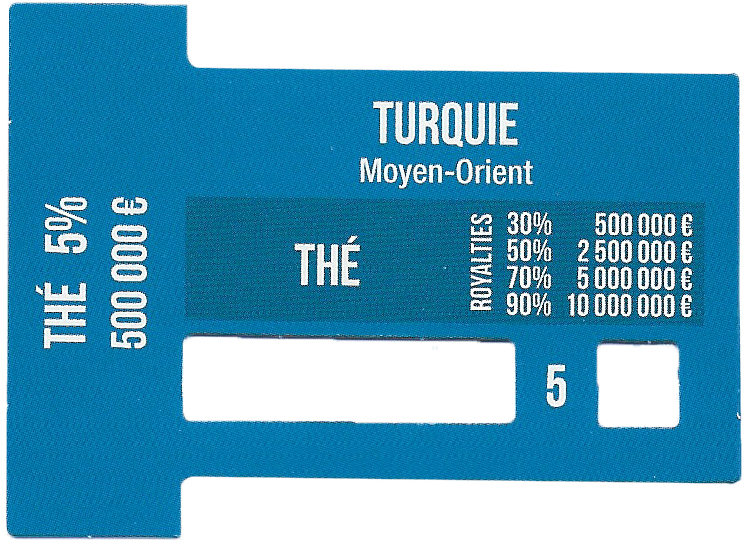 TURQUIE
Moyen-Orient
THÉ 5%
500 000 €
THÉ
ROYALTIES
30% 500 000 €
50% 2 500 000 €
70% 5 000 000 €
90% 10 000 000 €
5